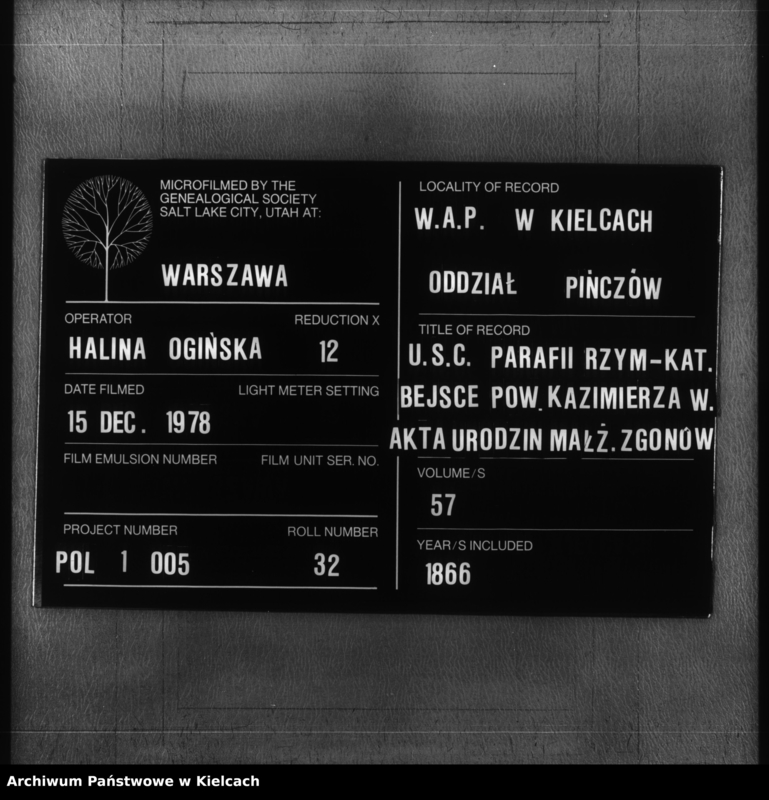 MICROFILMED BY THE
GENEALOGICAL SOCIETY
SALT LAKE CITY, UTAH AT:
WARSZAWA
OPERATOR REDUCTION X
HALINA OGIŃSKA 12
DATE FILMED LIGHT METER SETTING
15 DEC. 1978
FILM EMULSION NUMBER FILM UNIT SER. NO.
PROJECT NUMBER ROLL NUMBER
POL 1 005 32
LOCALITY OF RECORD
W.A.P. W KIELCACH
ODDZIAŁ PIŃCZÓW
TITLE OF RECORD
U.S.C. PARAFII RZYM-KAT.
BEJSCE POW. KAZIMIERZA W.
AKTA URODZIN MAŁŻ. ZGONÓW
VOLUME/S
57
YEAR/S INCLUDED
1866
Archiwum Państwowe w Kielcach